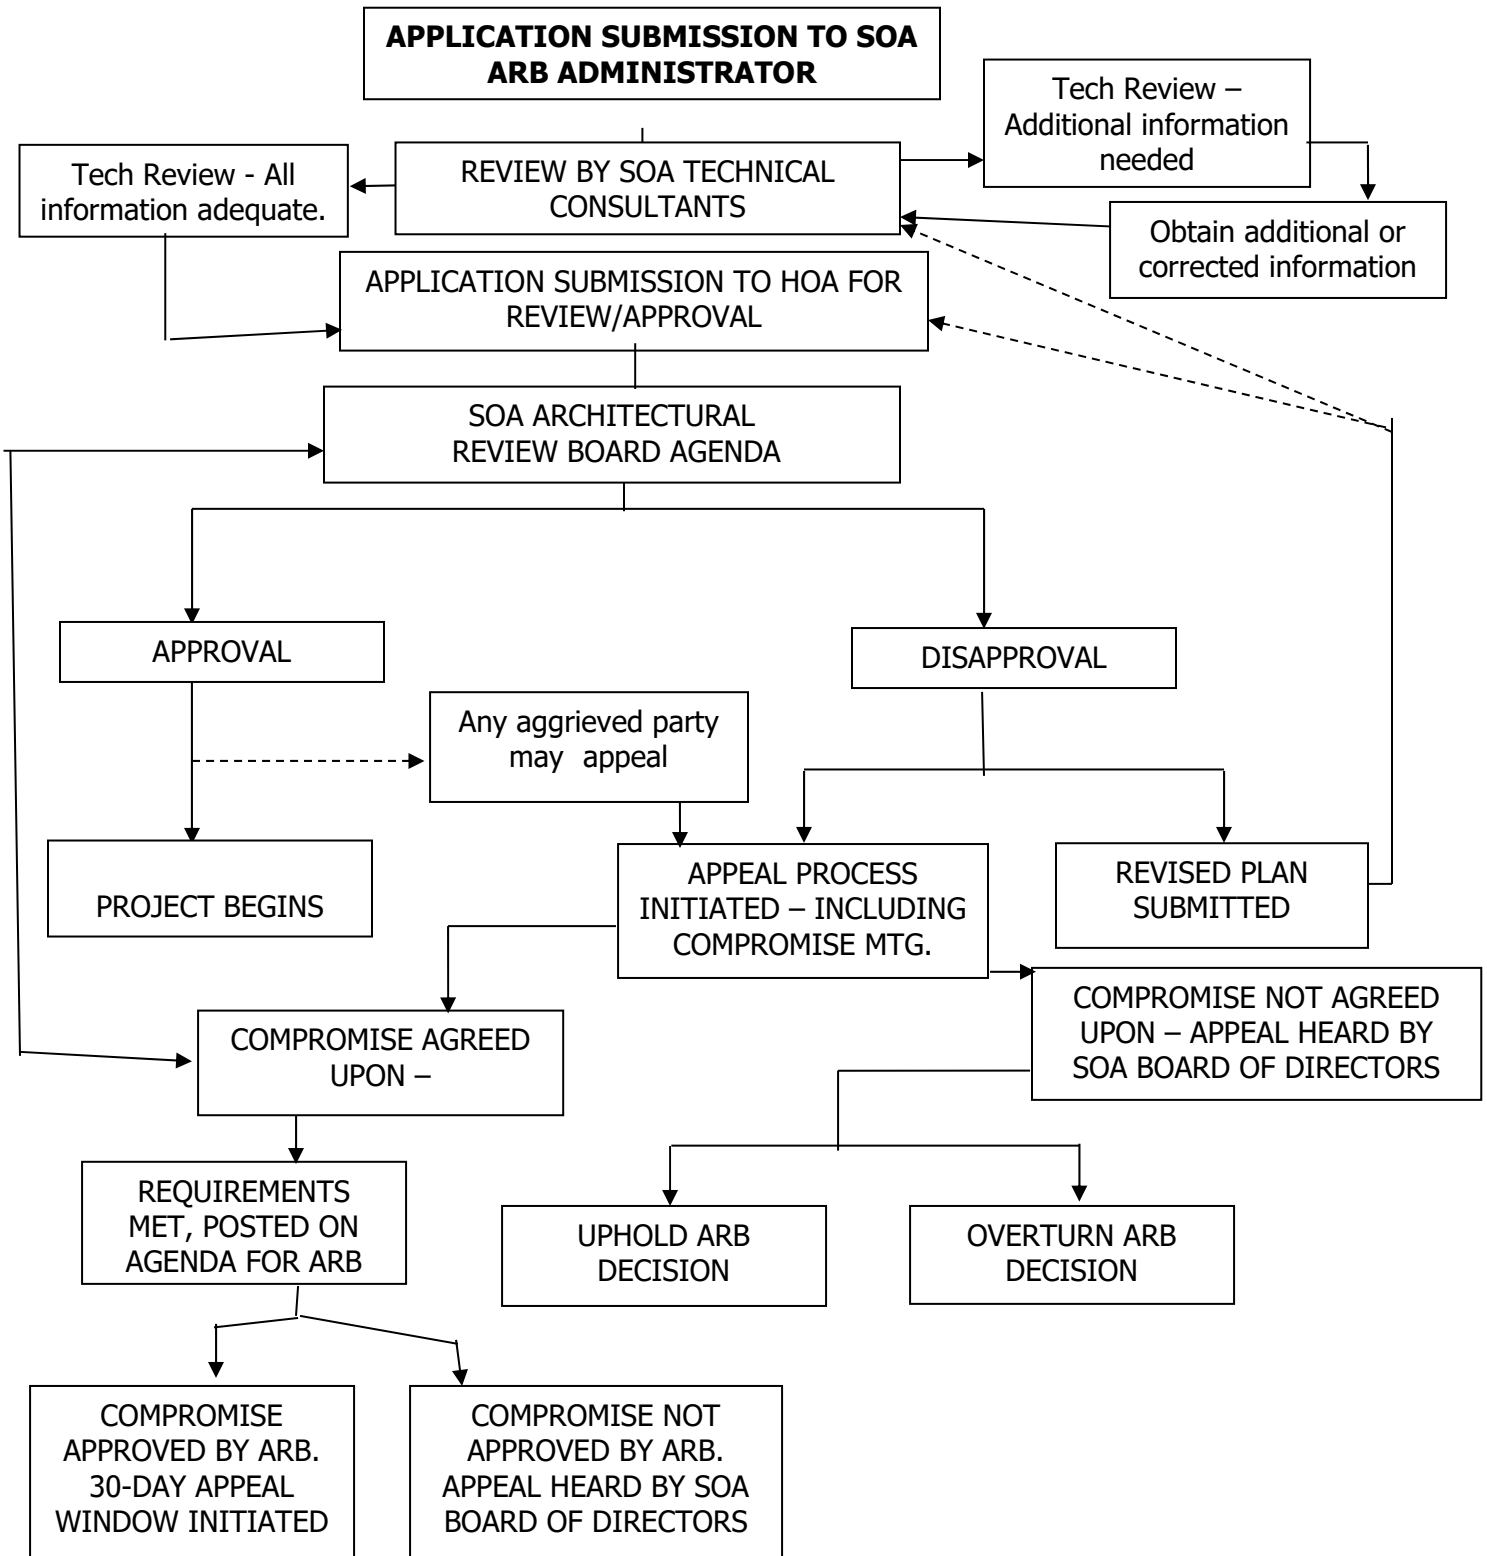 APPLICATION SUBMISSION TO SOA
ARB ADMINISTRATOR
Tech Review –
Additional information
needed
Tech Review - All
information adequate.
REVIEW BY SOA TECHNICAL
CONSULTANTS
Obtain additional or
corrected information
APPLICATION SUBMISSION TO HOA FOR
REVIEW/APPROVAL
SOA ARCHITECTURAL
REVIEW BOARD AGENDA
APPROVAL
DISAPPROVAL
Any aggrieved party
may  appeal
PROJECT BEGINS
APPEAL PROCESS
INITIATED – INCLUDING
COMPROMISE MTG.
REVISED PLAN
SUBMITTED
COMPROMISE NOT AGREED
UPON – APPEAL HEARD BY
SOA BOARD OF DIRECTORS
COMPROMISE AGREED
UPON –
REQUIREMENTS
MET, POSTED ON
AGENDA FOR ARB
UPHOLD ARB
DECISION
OVERTURN ARB
DECISION
COMPROMISE
APPROVED BY ARB.
30-DAY APPEAL
WINDOW INITIATED
COMPROMISE NOT
APPROVED BY ARB.
APPEAL HEARD BY SOA
BOARD OF DIRECTORS